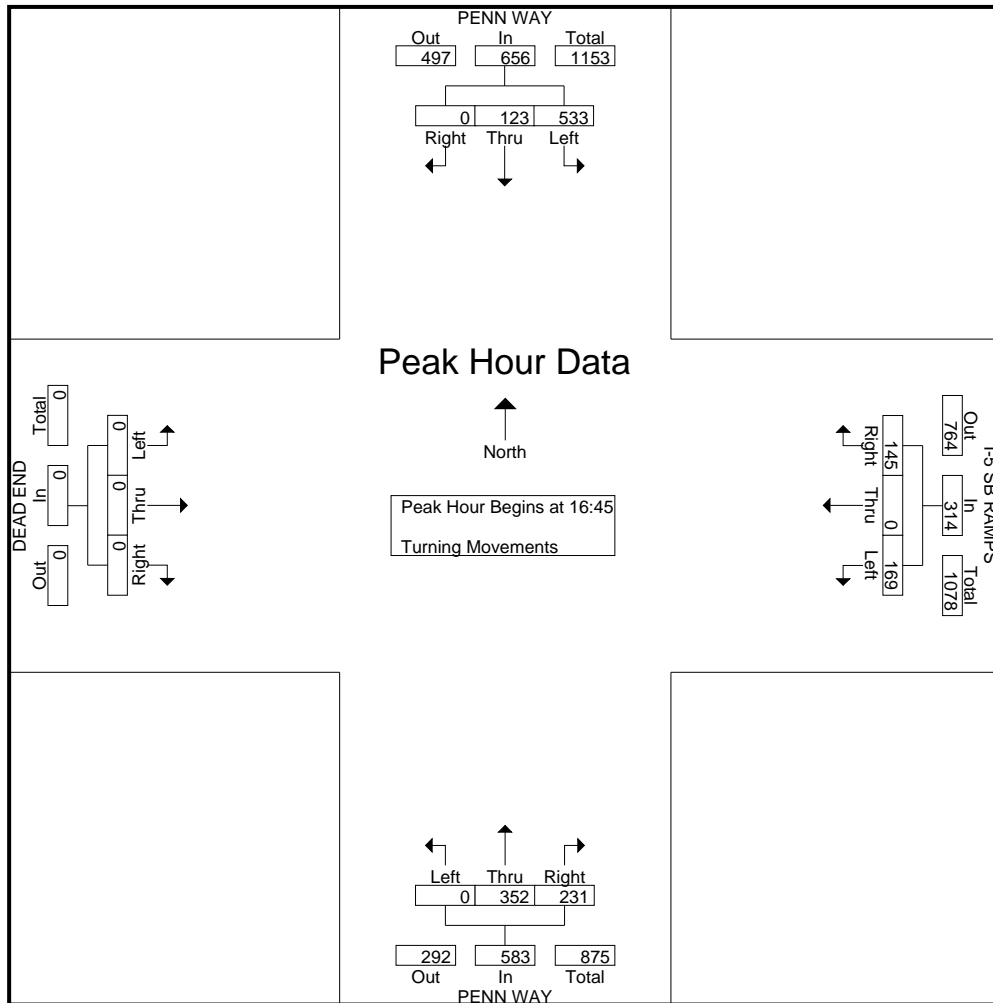 PENN WAY
Out In Total
497 656 1153
0 123 533
Right Thru Left
Peak Hour Data
North
Peak Hour Begins at 16:45
Turning Movements
DEAD END
Total In Out
0 0 0
0 0 0
Left Thru Right
I-5 SB RAMPS
Out In Total
764 314 1078
145 0 169
Right Thru Left
Left Thru Right
0 352 231
292 583 875
Out In Total
PENN WAY